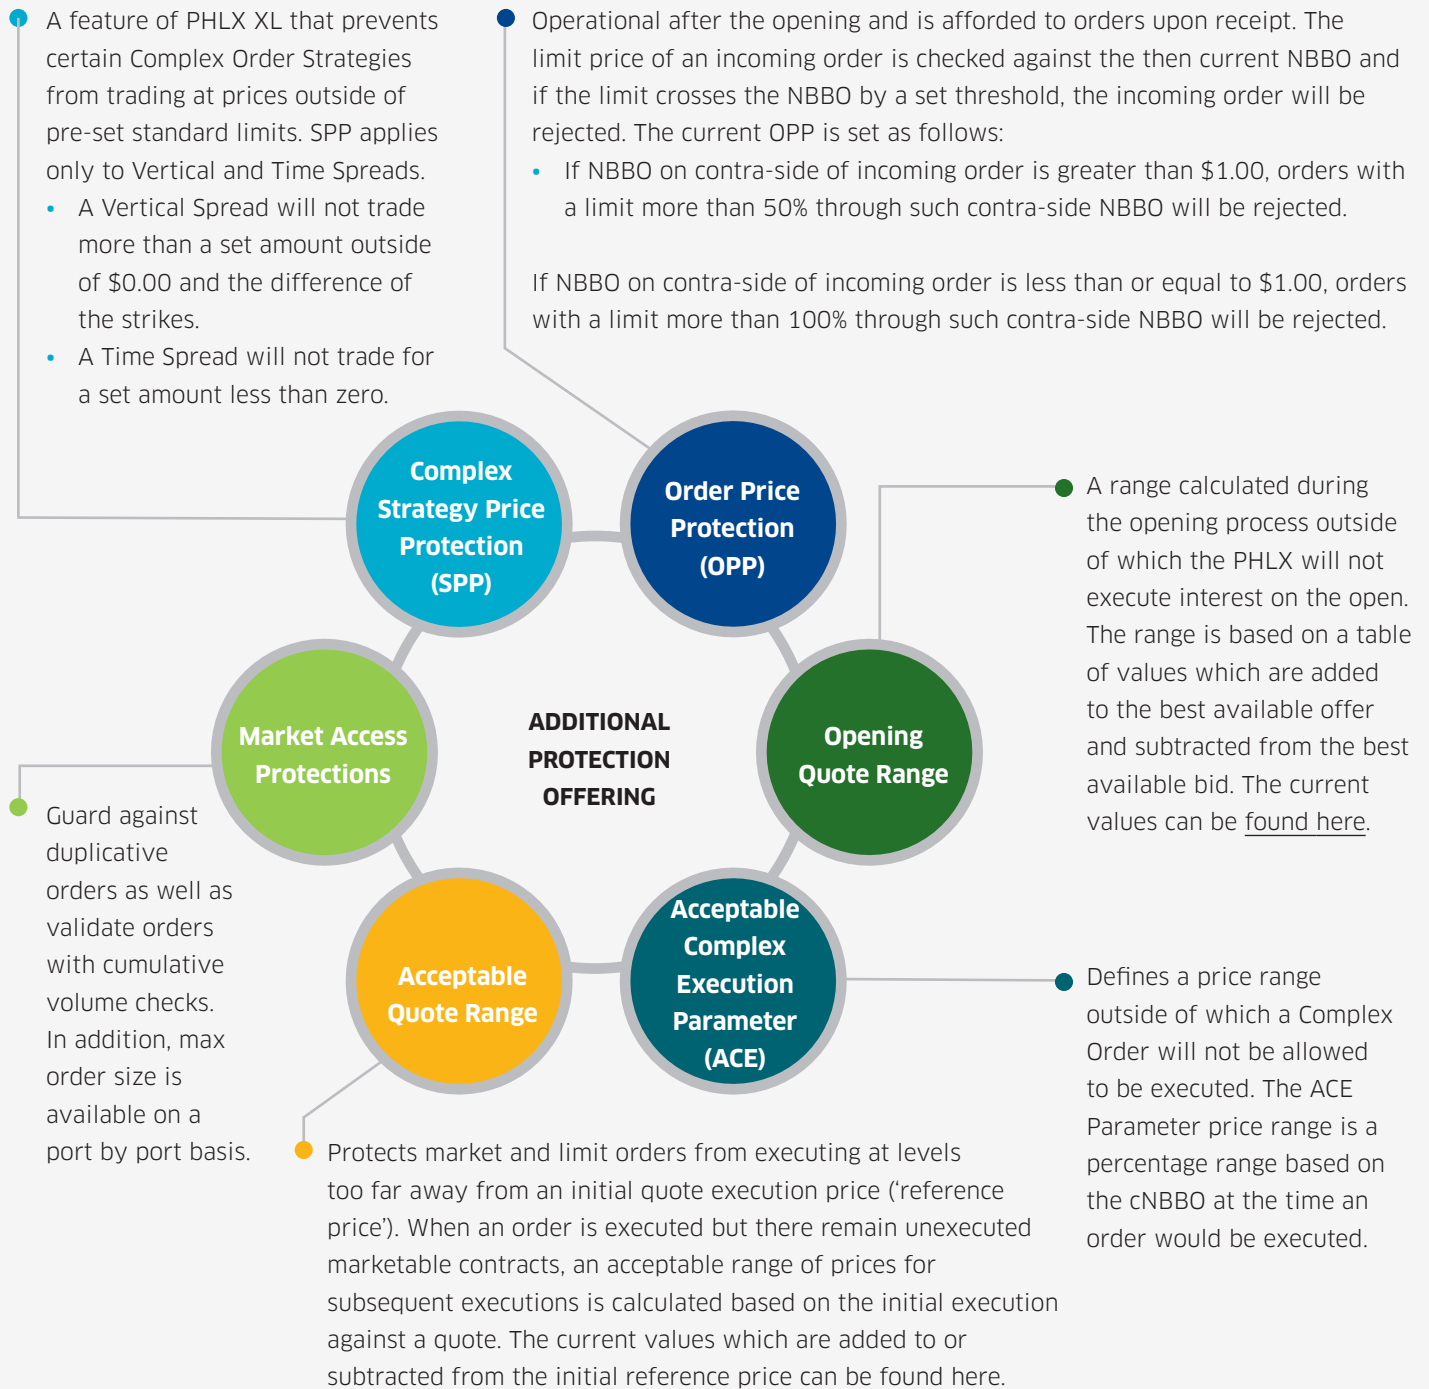 A feature of PHLX XL that prevents
certain Complex Order Strategies
from trading at prices outside of
pre-set standard limits. SPP applies
only to Vertical and Time Spreads.
• A Vertical Spread will not trade
more than a set amount outside
of $0.00 and the difference of
the strikes.
• A Time Spread will not trade for
a set amount less than zero.
Operational after the opening and is afforded to orders upon receipt. The
limit price of an incoming order is checked against the then current NBBO and
if the limit crosses the NBBO by a set threshold, the incoming order will be
rejected. The current OPP is set as follows:
• If NBBO on contra-side of incoming order is greater than $1.00, orders with
a limit more than 50% through such contra-side NBBO will be rejected.
If NBBO on contra-side of incoming order is less than or equal to $1.00, orders
with a limit more than 100% through such contra-side NBBO will be rejected.
Complex
Strategy Price
Protection
(SPP)
Order Price
Protection
(OPP)
A range calculated during
the opening process outside
of which the PHLX will not
execute interest on the open.
The range is based on a table
of values which are added
to the best available offer
and subtracted from the best
available bid. The current
values can be found here.
Market Access
Protections
ADDITIONAL
PROTECTION
OFFERING
Opening
Quote Range
Guard against
duplicative
orders as well as
validate orders
with cumulative
volume checks.
In addition, max
order size is
available on a
port by port basis.
Acceptable
Quote Range
Acceptable
Complex
Execution
Parameter
(ACE)
Defines a price range
outside of which a Complex
Order will not be allowed
to be executed. The ACE
Parameter price range is a
percentage range based on
the cNBBO at the time an
order would be executed.
Protects market and limit orders from executing at levels
too far away from an initial quote execution price (‘reference
price’). When an order is executed but there remain unexecuted
marketable contracts, an acceptable range of prices for
subsequent executions is calculated based on the initial execution
against a quote. The current values which are added to or
subtracted from the initial reference price can be found here.